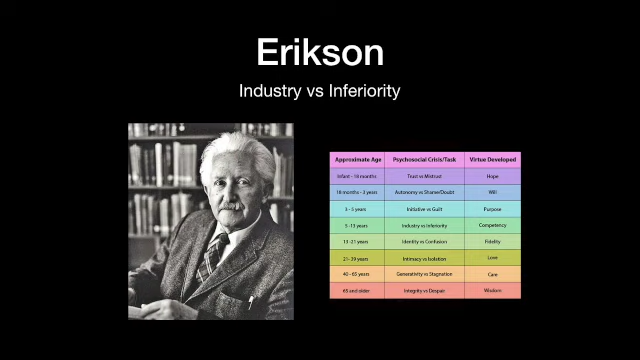 Erikson
Industry vs Inferiority
Approximate Age Psychosocial Crisis/Task Virtue Developed
Infant - 18 months Trust vs Mistrust Hope
18 months - 3 years Autonomy vs Shame/Doubt Will
3 - 5 years Initiative vs Guilt Purpose
5 -13 years Industry vs Inferiority Competency
13 -21 years Identity vs Confusion Fidelity
21- 39 years Intimacy vs Isolation Love
40 - 65 years Generativity vs Stagnation Care
65 and older Integrity vs Despair Wisdom